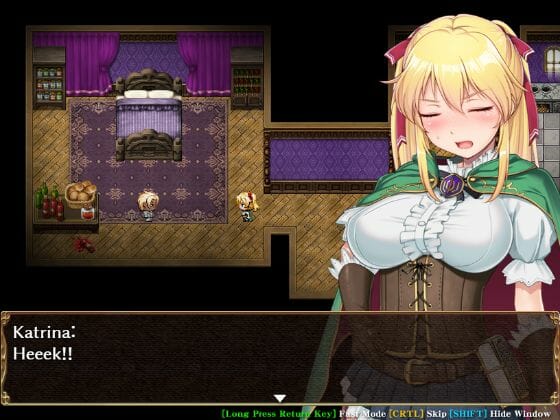 Katrina:
Heeek!!
[Long Press Return Key] Fast Mode [CRTL] Skip [SHIFT] Hide Window